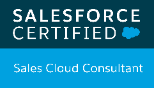 SALESFORCE
CERTIFIED
Sales Cloud Consultant